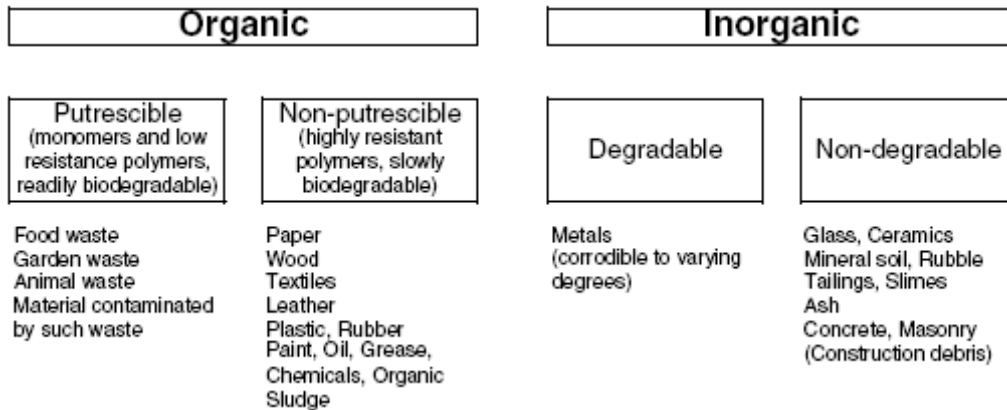 Organic
Inorganic
Putrescible
(monomers and low
resistance polymers,
readily biodegradable)
Non-putrescible
(highly resistant
polymers, slowly
biodegradable)
Degradable
Non-degradable
Food waste
Garden waste
Animal waste
Material contaminated
by such waste
Paper
Wood
Textiles
Leather
Plastic, Rubber
Paint, Oil, Grease,
Chemicals, Organic
Sludge
Metals
(corrodible to varying
degrees)
Glass, Ceramics
Mineral soil, Rubble
Tailings, Slimes
Ash
Concrete, Masonry
(Construction debris)